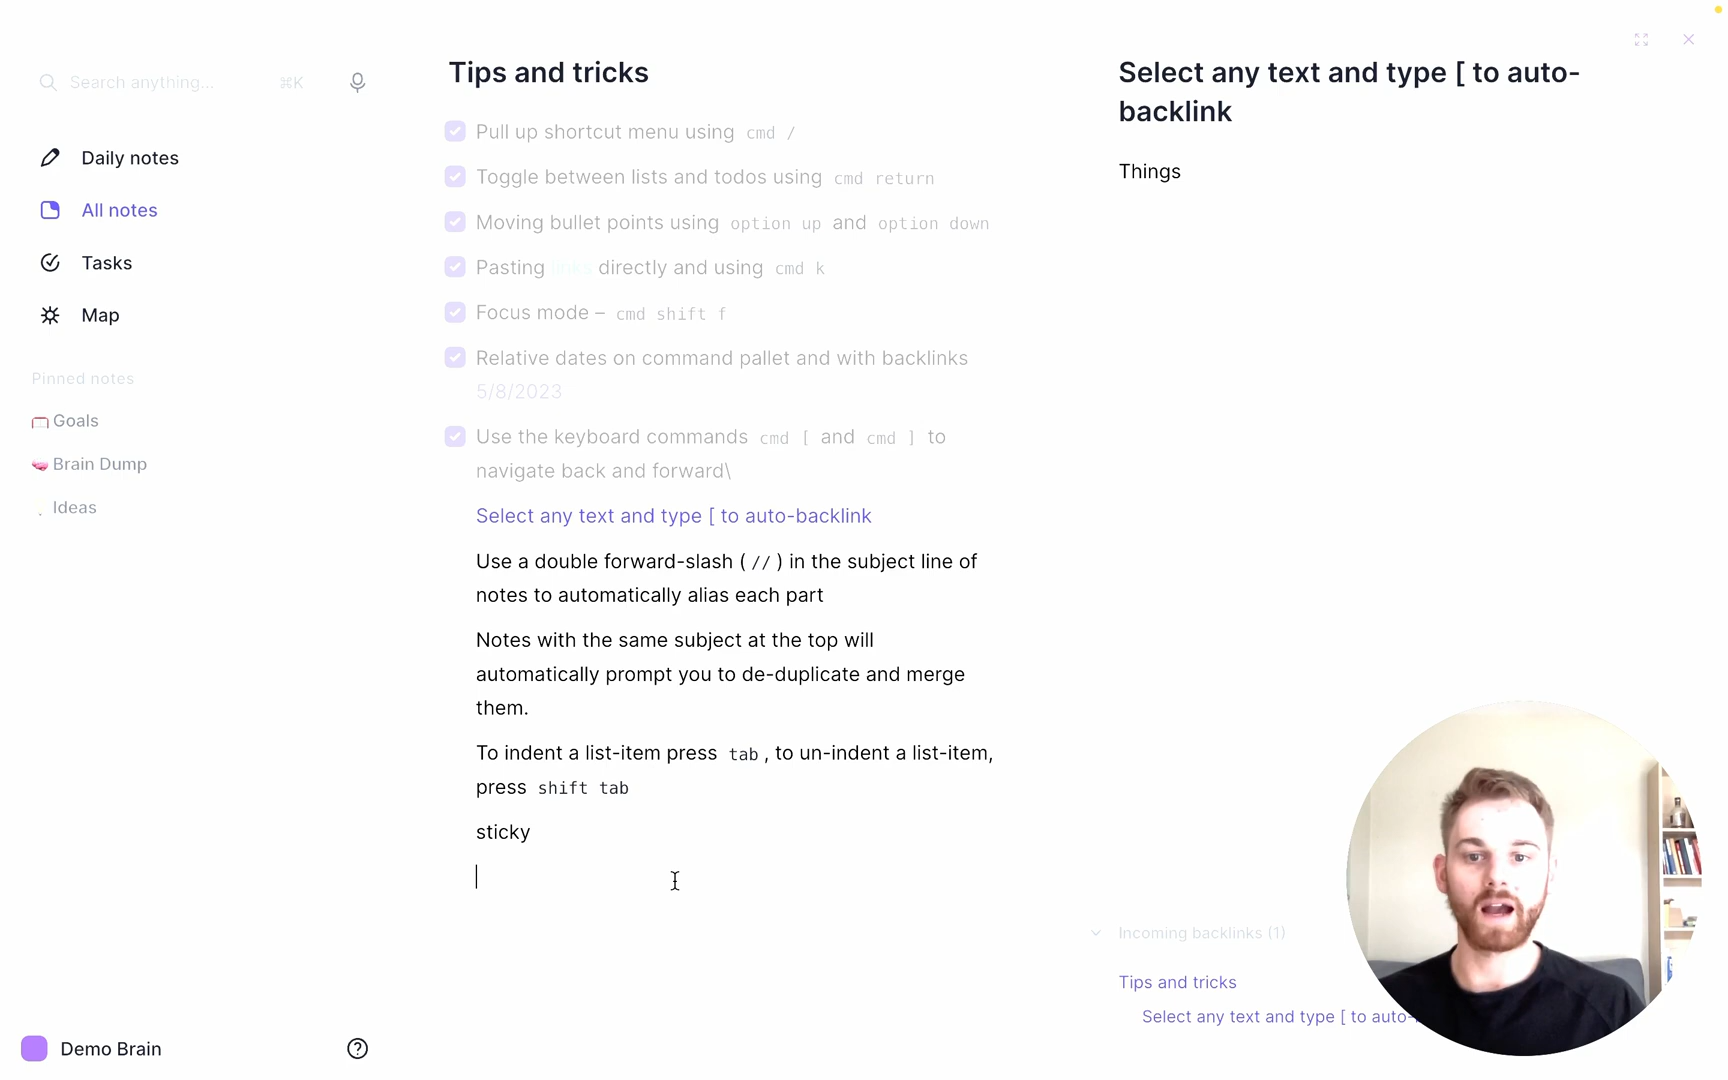 Search anything... ⌘K
Daily notes
All notes
Tasks
Map
Pinned notes
Goals
Brain Dump
Ideas
Demo Brain
Tips and tricks
Pull up shortcut menu using cmd /
Toggle between lists and todos using cmd return
Moving bullet points using option up and option down
Pasting links directly and using cmd k
Focus mode – cmd shift f
Relative dates on command pallet and with backlinks
5/8/2023
Use the keyboard commands cmd [ and cmd ] to
navigate back and forward\
Select any text and type [ to auto-backlink
Use a double forward-slash ( // ) in the subject line of
notes to automatically alias each part
Notes with the same subject at the top will
automatically prompt you to de-duplicate and merge
them.
To indent a list-item press tab , to un-indent a list-item,
press shift tab
sticky
Select any text and type [ to auto-
backlink
Things
Incoming backlinks (1)
Tips and tricks
Select any text and type [ to auto-